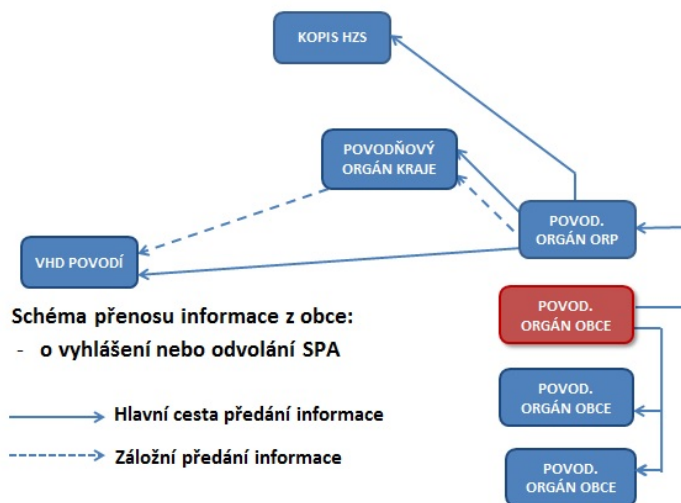 KOPIS HZS
POVODŇOVÝ
ORGÁN KRAJE
POVOD.
ORGÁN ORP
VHD POVODÍ
POVOD.
ORGÁN OBCE
Schéma přenosu informace z obce:
- o vyhlášení nebo odvolání SPA
POVOD.
ORGÁN OBCE
Hlavní cesta předání informace
Záložní předání informace
POVOD.
ORGÁN OBCE